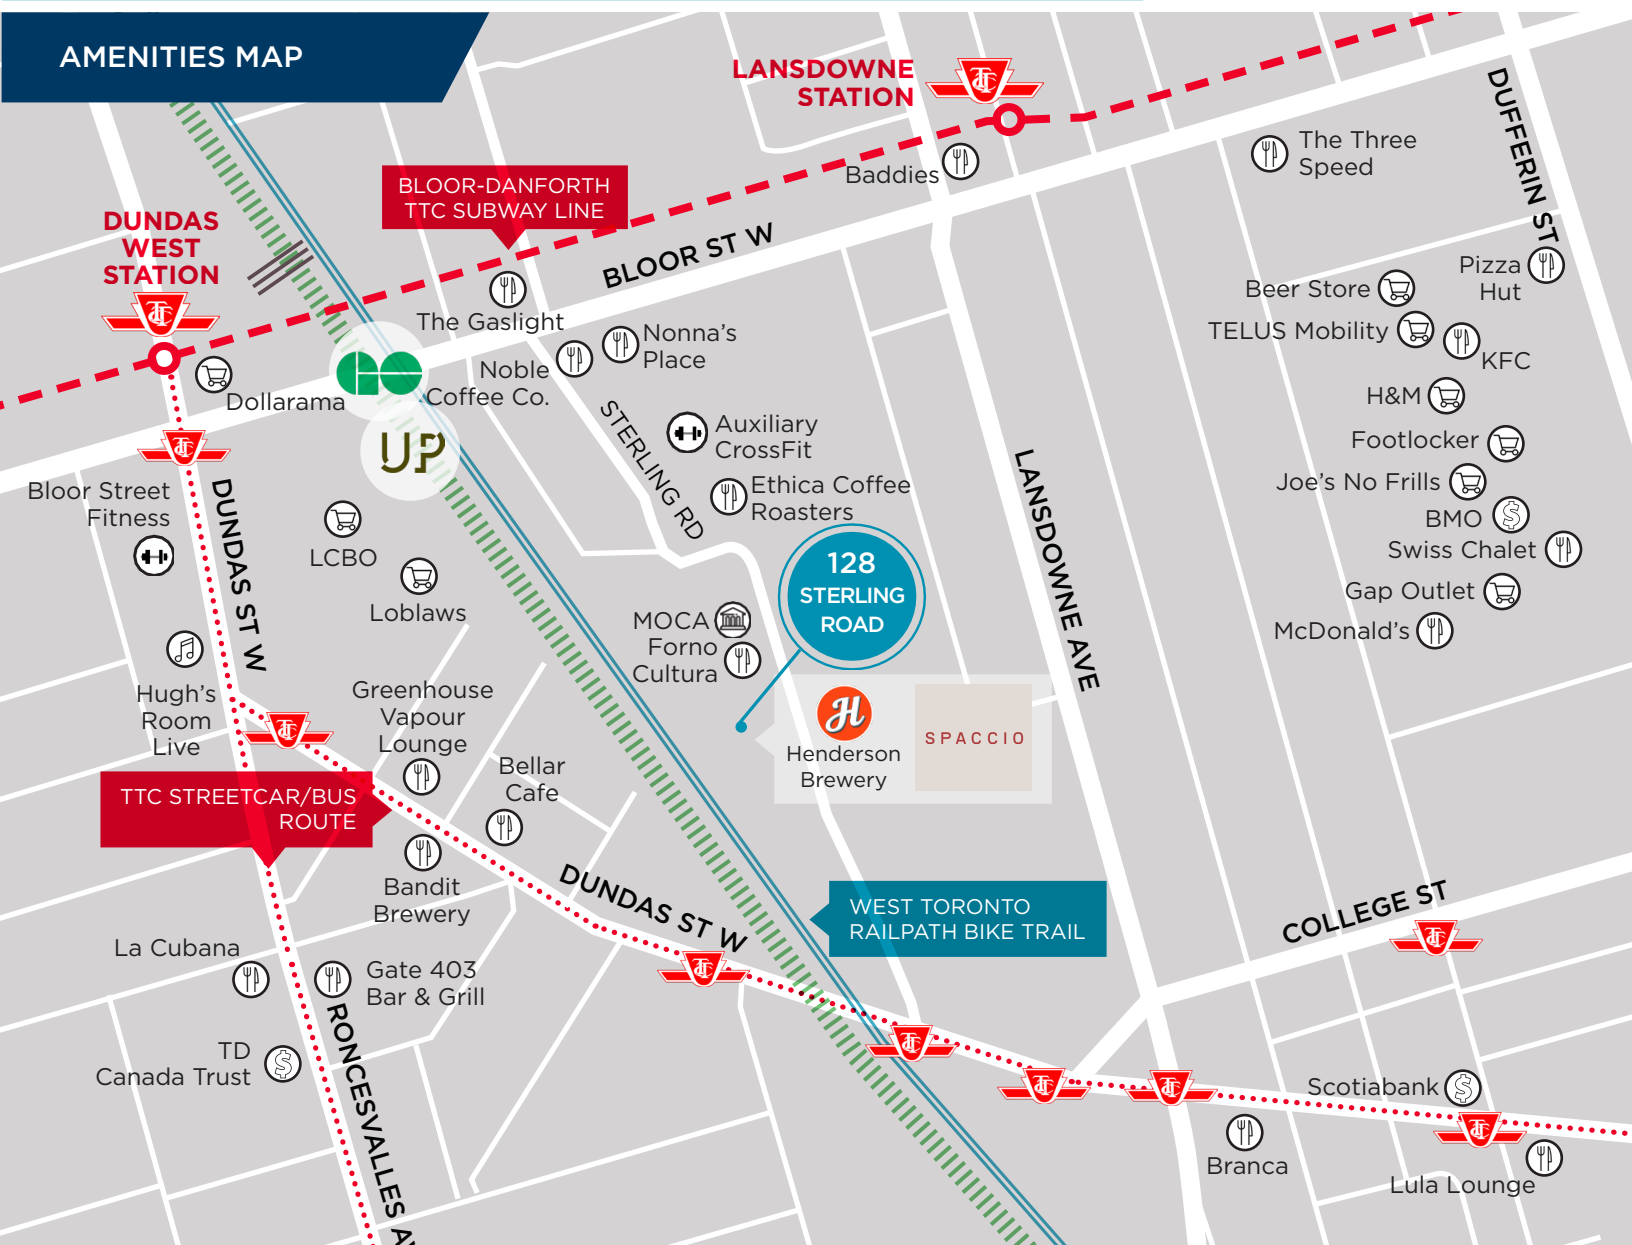 AMENITIES MAP
LANSDOWNE
STATION
DUFFERIN ST
The Three
Speed
Baddies
BLOOR-DANFORTH
TTC SUBWAY LINE
DUNDAS
WEST
STATION
BLOOR ST W
Pizza
Hut
Beer Store
The Gaslight
TELUS Mobility
Nonna's
Place
KFC
Noble
Coffee Co.
GO
Dollarama
H&M
STERLING RD
Auxiliary
CrossFit
UP
Footlocker
LANSDOWNE AVE
Bloor Street
Fitness
DUNDAS ST W
Ethica Coffee
Roasters
Joe's No Frills
BMO
LCBO
Swiss Chalet
128
STERLING
ROAD
Loblaws
Gap Outlet
MOCA
Forno
Cultura
McDonald's
Hugh's
Room
Live
Greenhouse
Vapour
Lounge
H
Henderson
Brewery
SPACCIO
Bellar
Cafe
TTC STREETCAR/BUS
ROUTE
Bandit
Brewery
DUNDAS ST W
WEST TORONTO
RAILPATH BIKE TRAIL
COLLEGE ST
La Cubana
Gate 403
Bar & Grill
RONCESVALLES AV
TD
Canada Trust
Scotiabank
Branca
Lula Lounge